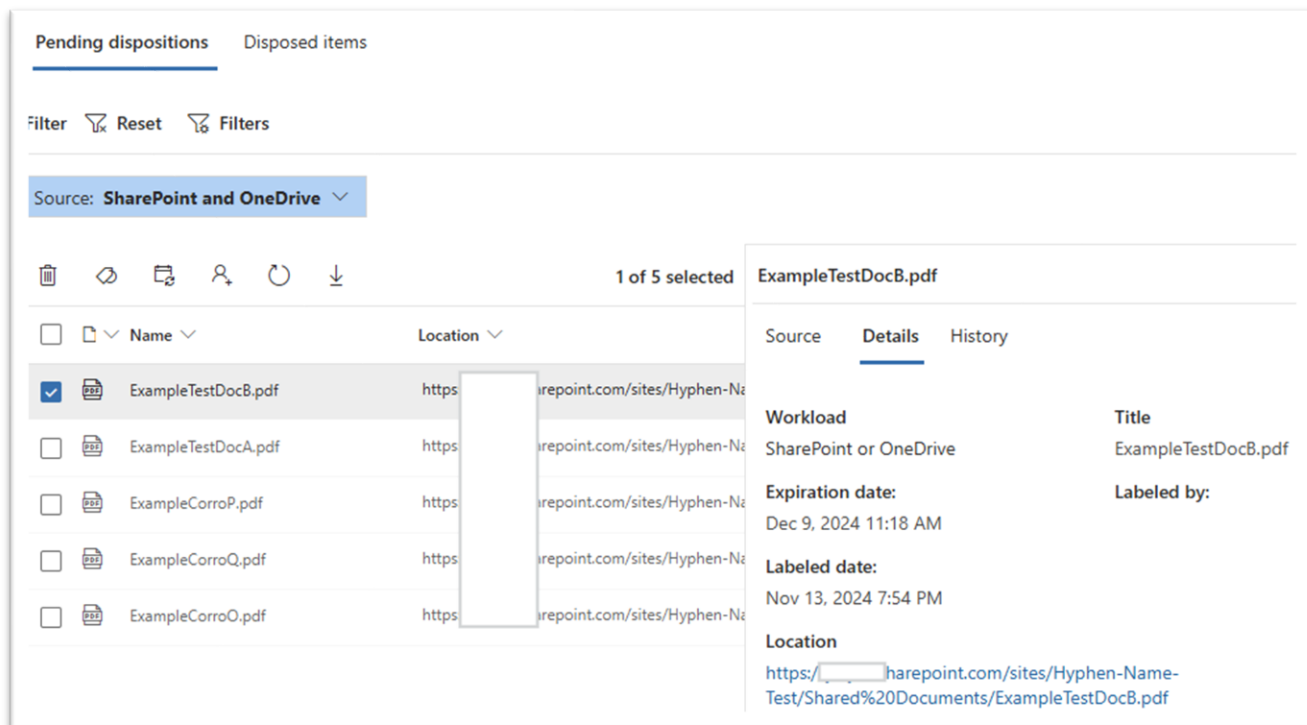 Pending dispositions Disposed items
Filter Reset Filters
Source: SharePoint and OneDrive
1 of 5 selected
Name Location
ExampleTestDocB.pdf https arepoint.com/sites/Hyphen-Na
ExampleTestDocA.pdf https arepoint.com/sites/Hyphen-Na
ExampleCorroP.pdf https arepoint.com/sites/Hyphen-Na
ExampleCorroQ.pdf https arepoint.com/sites/Hyphen-Na
ExampleCorroO.pdf https arepoint.com/sites/Hyphen-Na
ExampleTestDocB.pdf
Source Details History
Workload Title
SharePoint or OneDrive ExampleTestDocB.pdf
Expiration date: Labeled by:
Dec 9, 2024 11:18 AM
Labeled date:
Nov 13, 2024 7:54 PM
Location
https:/ harepoint.com/sites/Hyphen-Name-
Test/Shared%20Documents/ExampleTestDocB.pdf